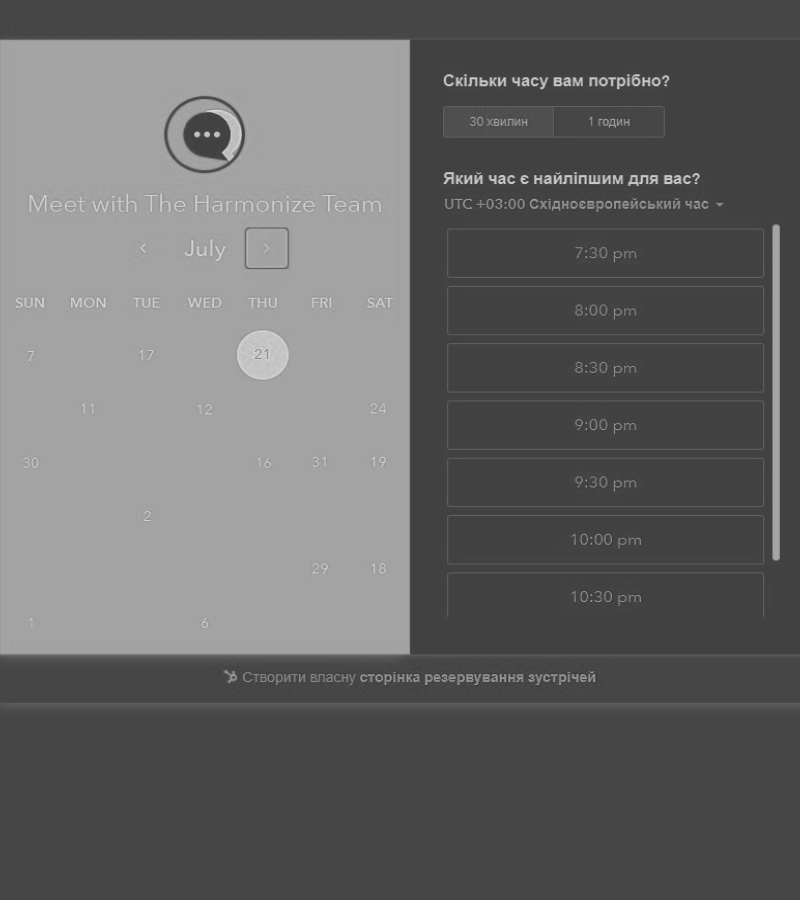 Meet with The Harmonize Team
July
SUN MON TUE WED THU FRI SAT
7 17 21
11 12 24
30 16 31 19
2
29 18
1 6
Скільки часу вам потрібно?
30 хвилин 1 годин
Який час є найліпшим для вас?
UTC +03:00 Східноєвропейський час
7:30 pm
8:00 pm
8:30 pm
9:00 pm
9:30 pm
10:00 pm
10:30 pm
Створити власну сторінка резервування зустрічей